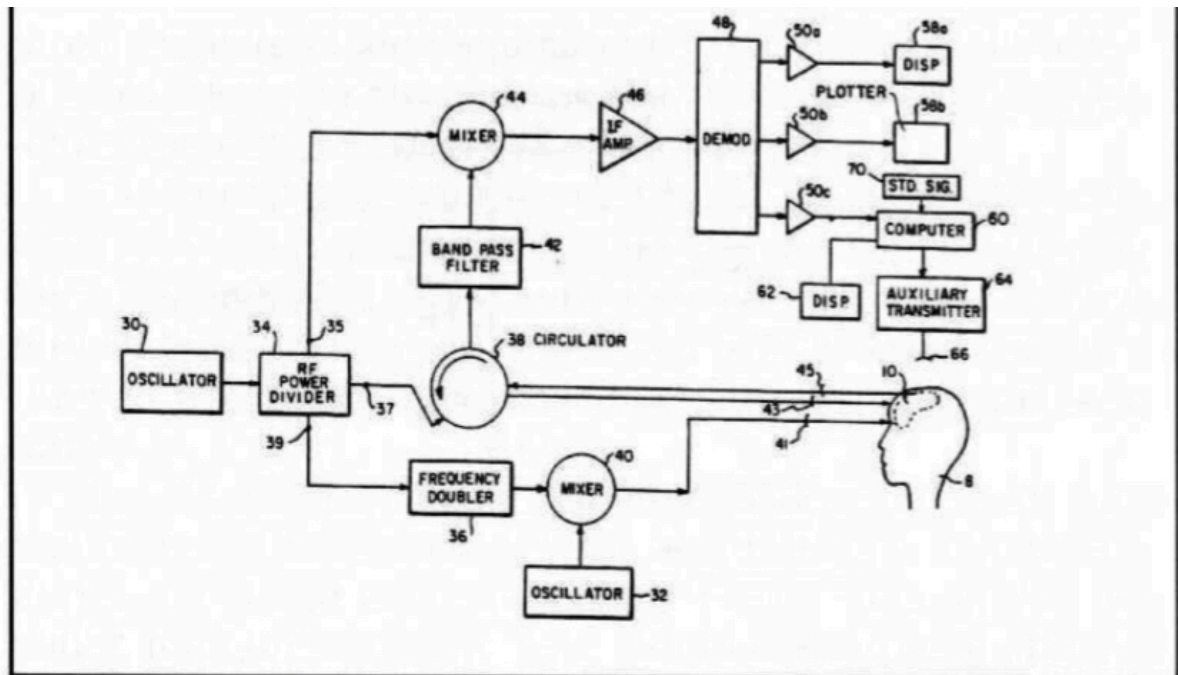 48
50a
58a
DISP
PLOTTER
44
46
58b
MIXER
IF
AMP
DEMOD
50b
70
STD. SIG.
50c
60
COMPUTER
BAND PASS
FILTER
42
62
DISP
64
AUXILIARY
TRANSMITTER
30
34
35
38 CIRCULATOR
66
OSCILLATOR
RF
POWER
DIVIDER
37
45
10
43
41
39
40
FREQUENCY
DOUBLER
MIXER
8
36
OSCILLATOR
32